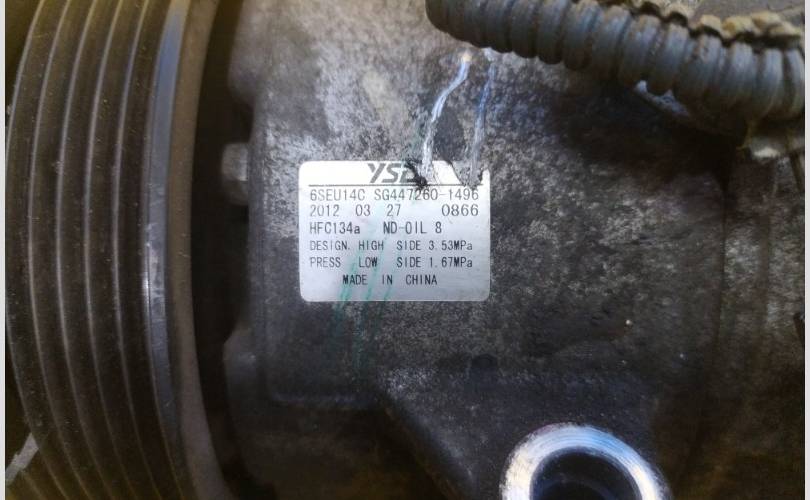 6SEU14C SG447260-1496
2012 03 27 0866
HFC134a ND-OIL 8
DESIGN. HIGH SIDE 3.53MPa
PRESS LOW SIDE 1.67MPa
MADE IN CHINA